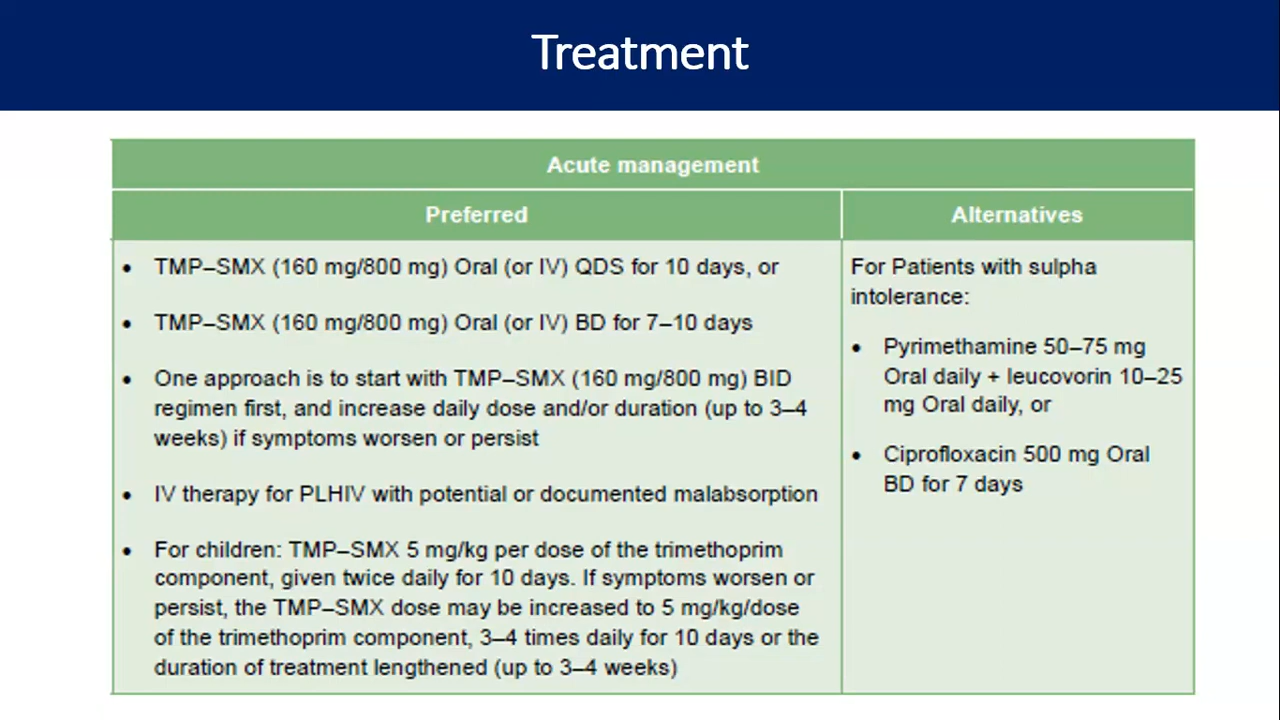 Treatment
Acute management
Preferred
Alternatives
• TMP–SMX (160 mg/800 mg) Oral (or IV) QDS for 10 days, or
• TMP–SMX (160 mg/800 mg) Oral (or IV) BD for 7–10 days
• One approach is to start with TMP–SMX (160 mg/800 mg) BID
regimen first, and increase daily dose and/or duration (up to 3–4
weeks) if symptoms worsen or persist
• IV therapy for PLHIV with potential or documented malabsorption
• For children: TMP–SMX 5 mg/kg per dose of the trimethoprim
component, given twice daily for 10 days. If symptoms worsen or
persist, the TMP–SMX dose may be increased to 5 mg/kg/dose
of the trimethoprim component, 3–4 times daily for 10 days or the
duration of treatment lengthened (up to 3–4 weeks)
For Patients with sulpha
intolerance:
• Pyrimethamine 50–75 mg
Oral daily + leucovorin 10–25
mg Oral daily, or
• Ciprofloxacin 500 mg Oral
BD for 7 days